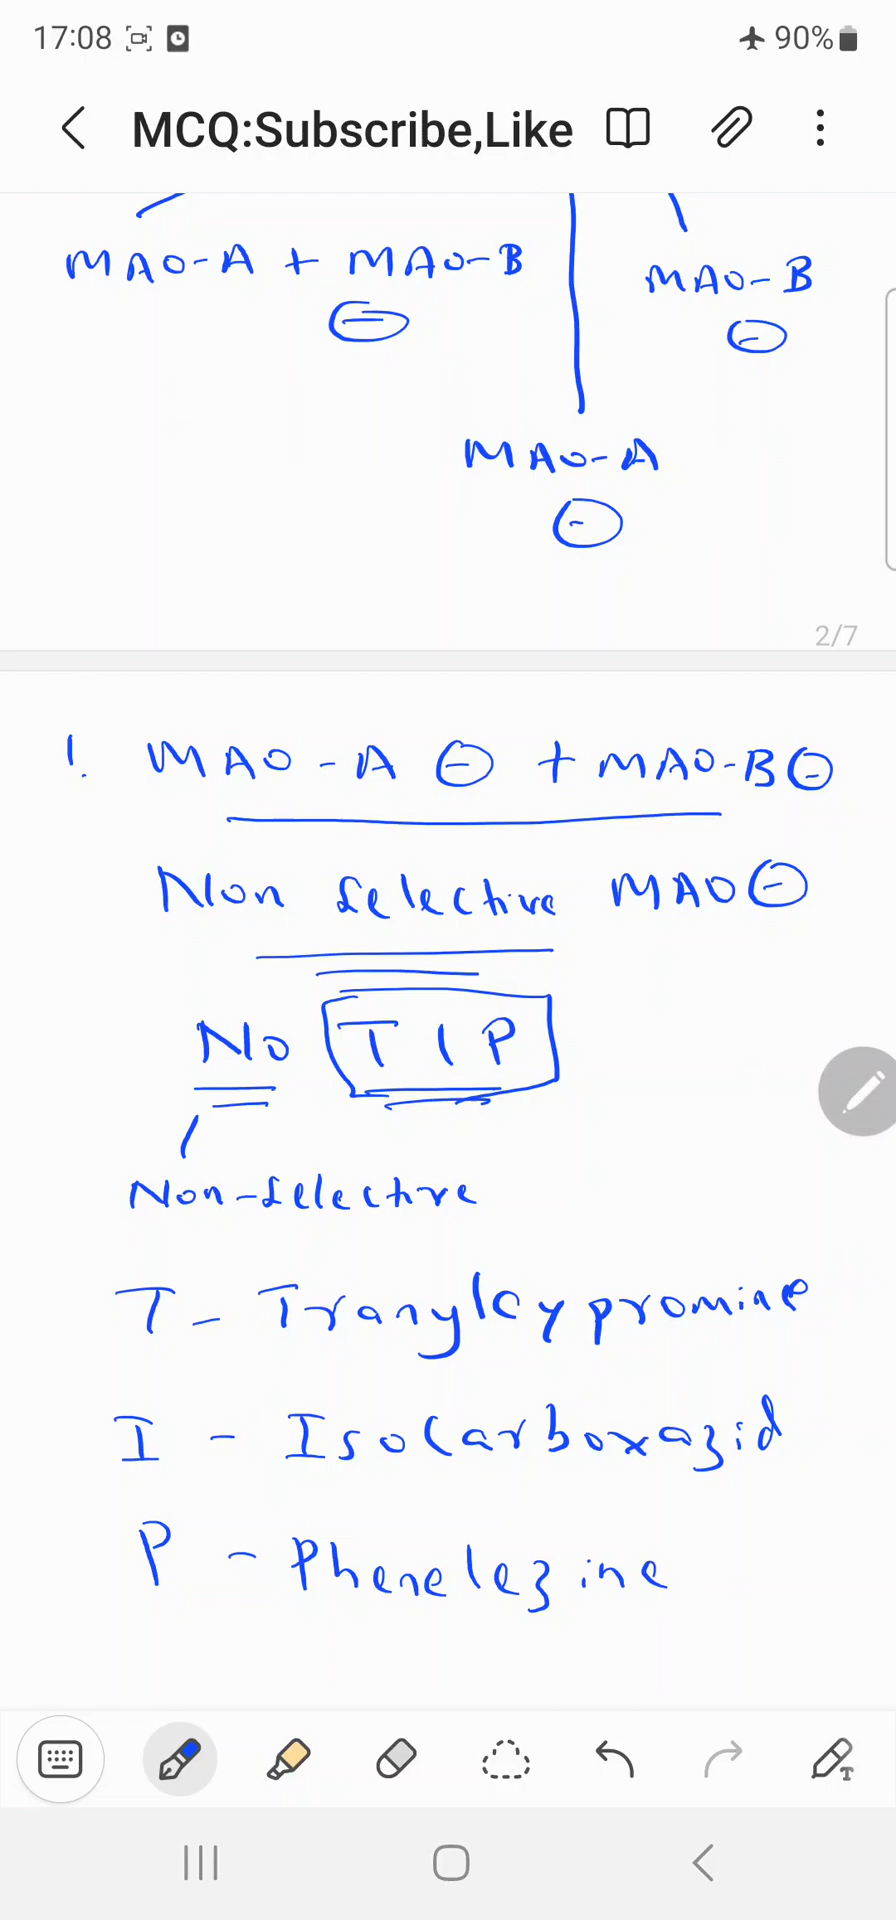 17:08 90%
MCQ:Subscribe,Like
MAO-A + MAO-B
MAO-B
MAO-A
2/7
1. MAO-A ⊖ + MAO-B ⊖
Non Selective MAO ⊖
No TIP
Non-Selective
T - Tranylcypromine
I - Isocarboxazid
P - Phenelezine